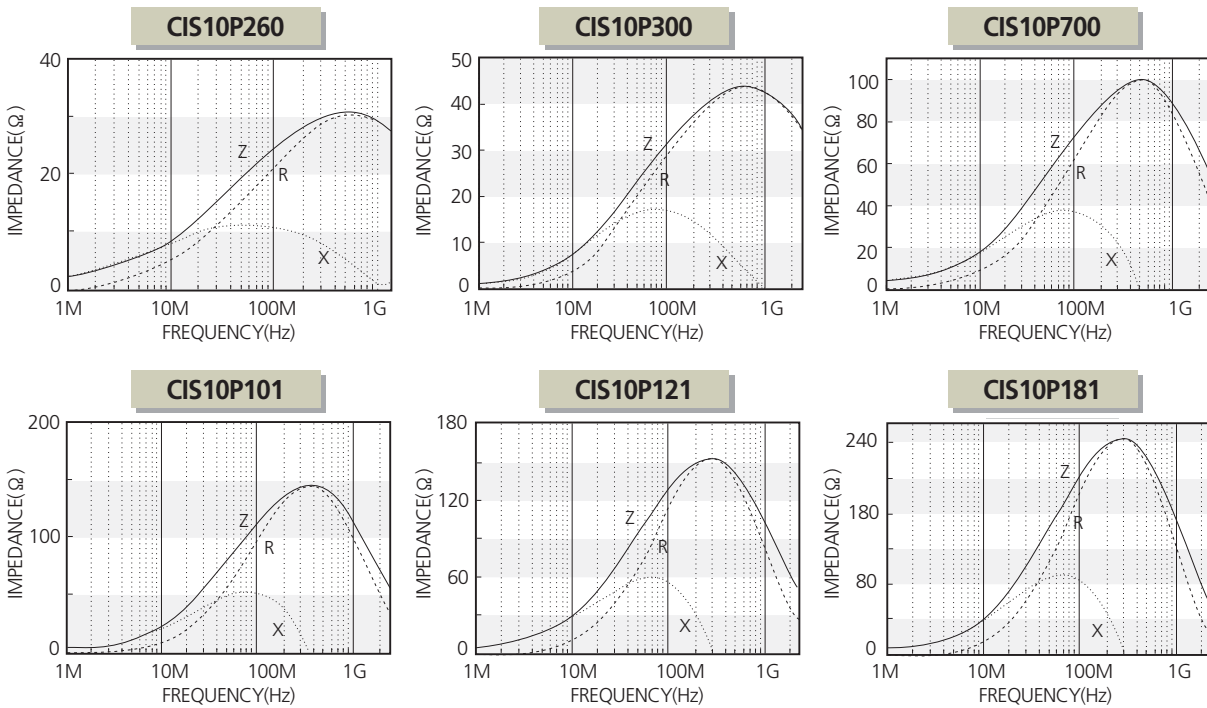 CIS10P260
CIS10P300
CIS10P700
IMPEDANCE(Ω)
40
20
0
Z
R
X
1M 10M 100M 1G
FREQUENCY(Hz)
IMPEDANCE(Ω)
50
40
30
20
10
0
Z
R
X
1M 10M 100M 1G
FREQUENCY(Hz)
IMPEDANCE(Ω)
100
80
60
40
20
0
Z
R
X
1M 10M 100M 1G
FREQUENCY(Hz)
CIS10P101
CIS10P121
CIS10P181
IMPEDANCE(Ω)
200
100
0
Z
R
X
1M 10M 100M 1G
FREQUENCY(Hz)
IMPEDANCE(Ω)
180
120
60
0
Z
R
X
1M 10M 100M 1G
FREQUENCY(Hz)
IMPEDANCE(Ω)
240
180
80
0
Z
R
X
1M 10M 100M 1G
FREQUENCY(Hz)